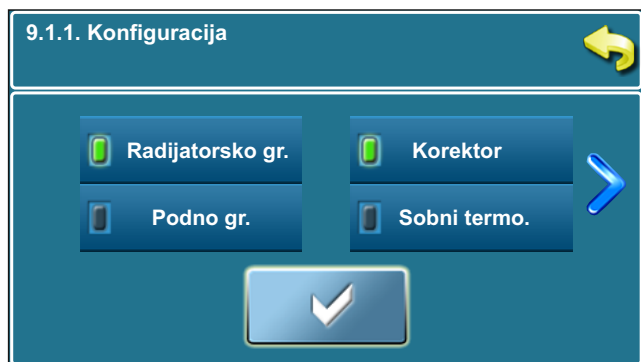 9.1.1. Konfiguracija
Radijatorsko gr.
Korektor
Podno gr.
Sobni termo.